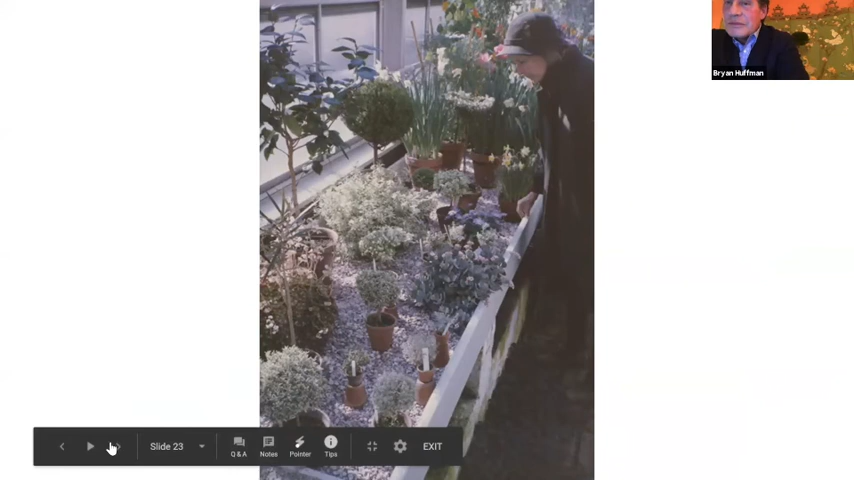 Bryan Huffman
Slide 23
Q & A
Notes
Pointer
Tips
EXIT